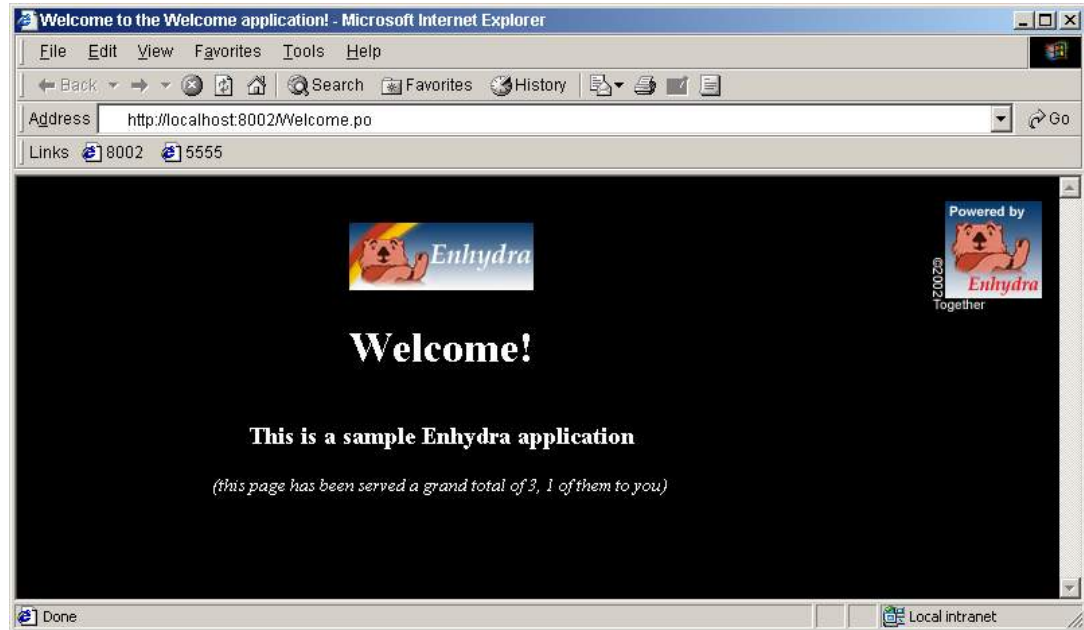 Welcome to the Welcome application! - Microsoft Internet Explorer
File Edit View Favorites Tools Help
Back Search Favorites History
Address http://localhost:8002/Welcome.po Go
Links 8002 5555
Powered by
Enhydra
Enhydra
©2002
Together
Welcome!
This is a sample Enhydra application
(this page has been served a grand total of 3, 1 of them to you)
Done Local intranet